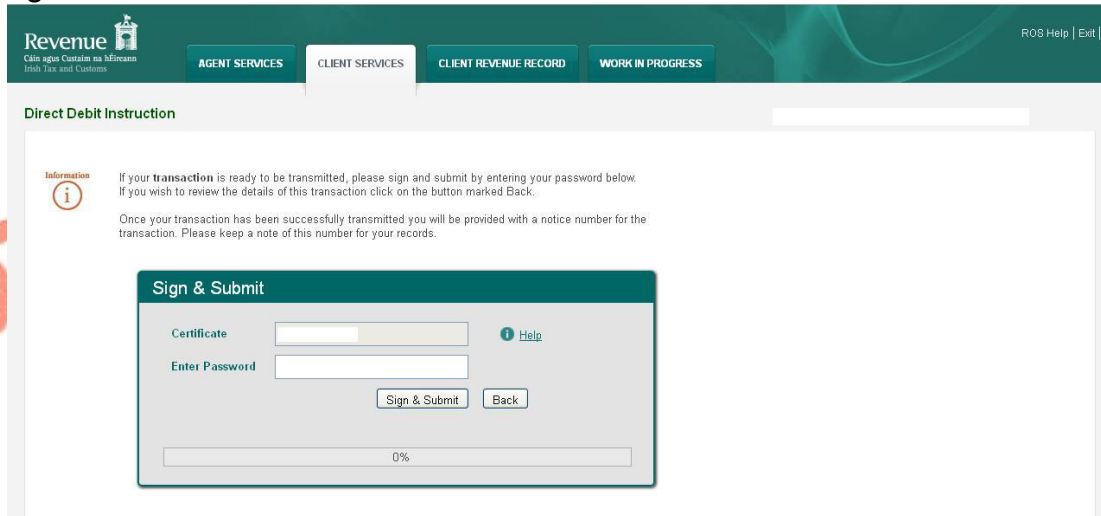 Revenue
Cáin agus Custaim na hÉireann
Irish Tax and Customs
ROS Help | Exit |
AGENT SERVICES
CLIENT SERVICES
CLIENT REVENUE RECORD
WORK IN PROGRESS
Direct Debit Instruction
Information
i
If your transaction is ready to be transmitted, please sign and submit by entering your password below.
If you wish to review the details of this transaction click on the button marked Back.
Once your transaction has been successfully transmitted you will be provided with a notice number for the
transaction. Please keep a note of this number for your records.
Sign & Submit
Certificate
i Help
Enter Password
Sign & Submit
Back
0%